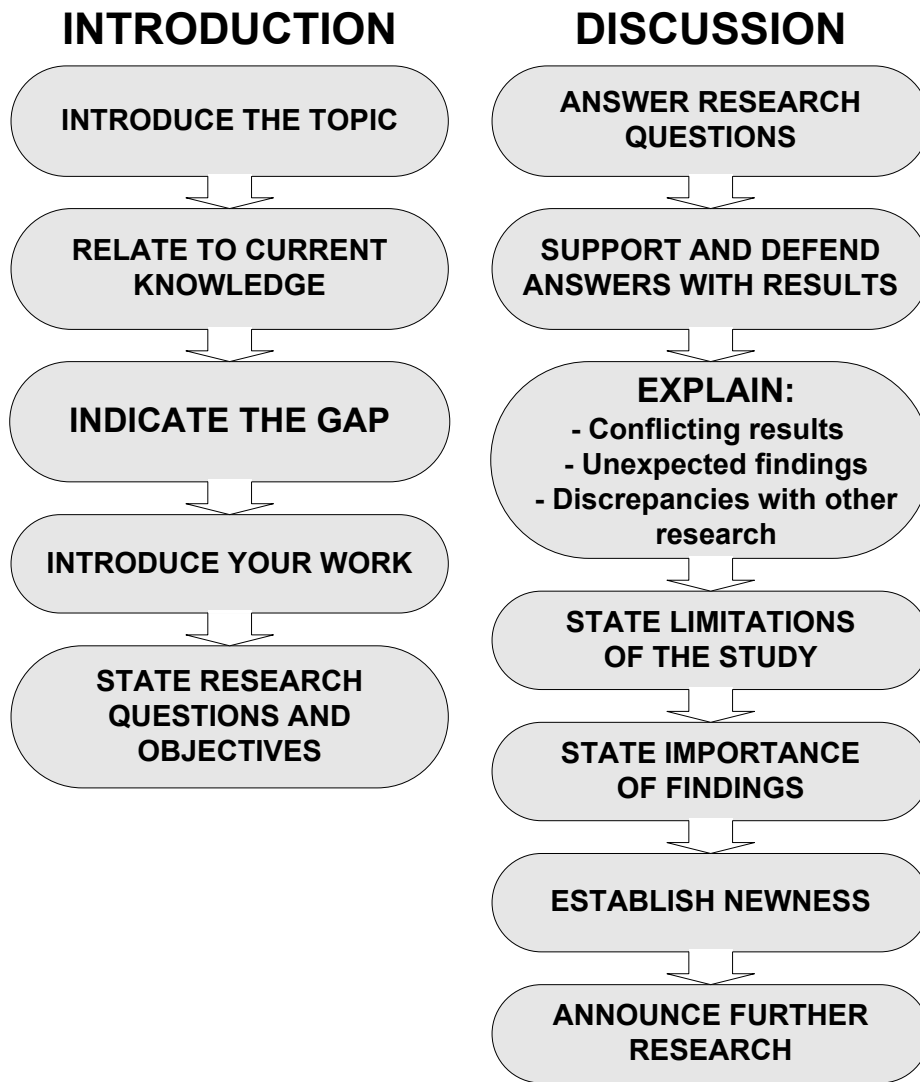 INTRODUCTION
INTRODUCE THE TOPIC
RELATE TO CURRENT
KNOWLEDGE
INDICATE THE GAP
INTRODUCE YOUR WORK
STATE RESEARCH
QUESTIONS AND
OBJECTIVES
DISCUSSION
ANSWER RESEARCH
QUESTIONS
SUPPORT AND DEFEND
ANSWERS WITH RESULTS
EXPLAIN:
- Conflicting results
- Unexpected findings
- Discrepancies with other
research
STATE LIMITATIONS
OF THE STUDY
STATE IMPORTANCE
OF FINDINGS
ESTABLISH NEWNESS
ANNOUNCE FURTHER
RESEARCH